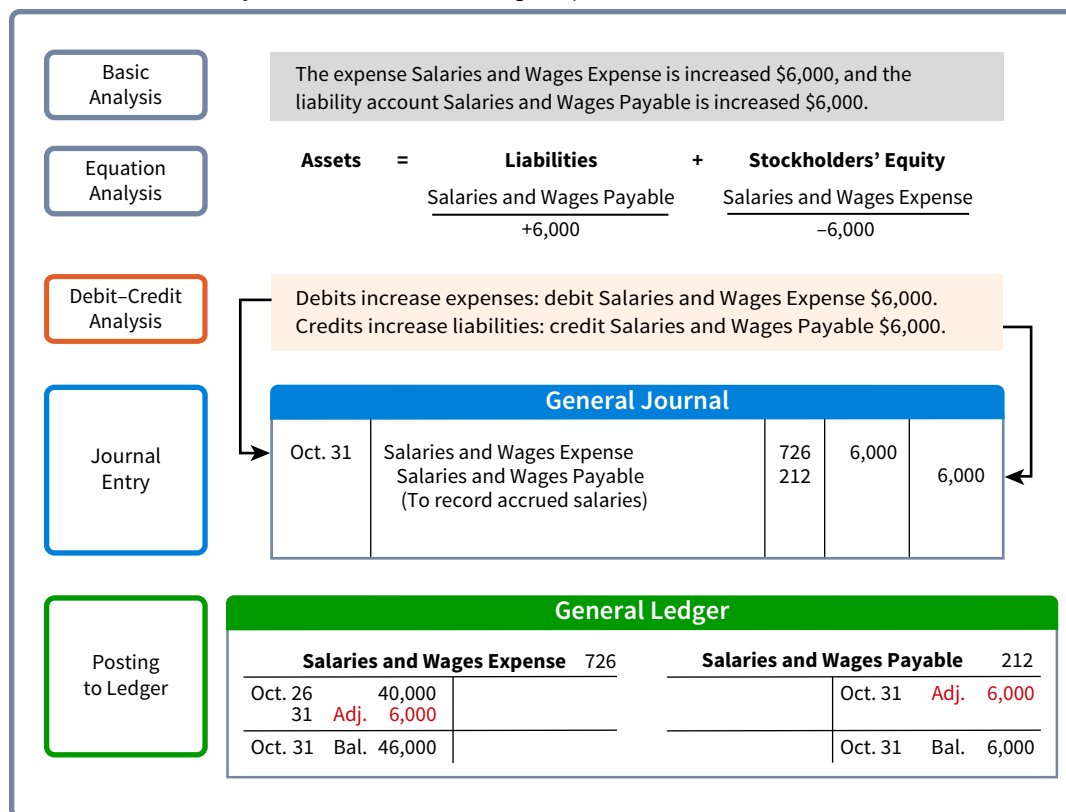 Basic
Analysis
The expense Salaries and Wages Expense is increased $6,000, and the
liability account Salaries and Wages Payable is increased $6,000.
Equation
Analysis
Assets = Liabilities + Stockholders’ Equity
Salaries and Wages Payable Salaries and Wages Expense
+6,000 –6,000
Debit–Credit
Analysis
Debits increase expenses: debit Salaries and Wages Expense $6,000.
Credits increase liabilities: credit Salaries and Wages Payable $6,000.
Journal
Entry
General Journal
Oct. 31 Salaries and Wages Expense 726 6,000
Salaries and Wages Payable 212 6,000
(To record accrued salaries)
Posting
to Ledger
General Ledger
Salaries and Wages Expense 726
Oct. 26 40,000
31 Adj. 6,000
Oct. 31 Bal. 46,000
Salaries and Wages Payable 212
Oct. 31 Adj. 6,000
Oct. 31 Bal. 6,000